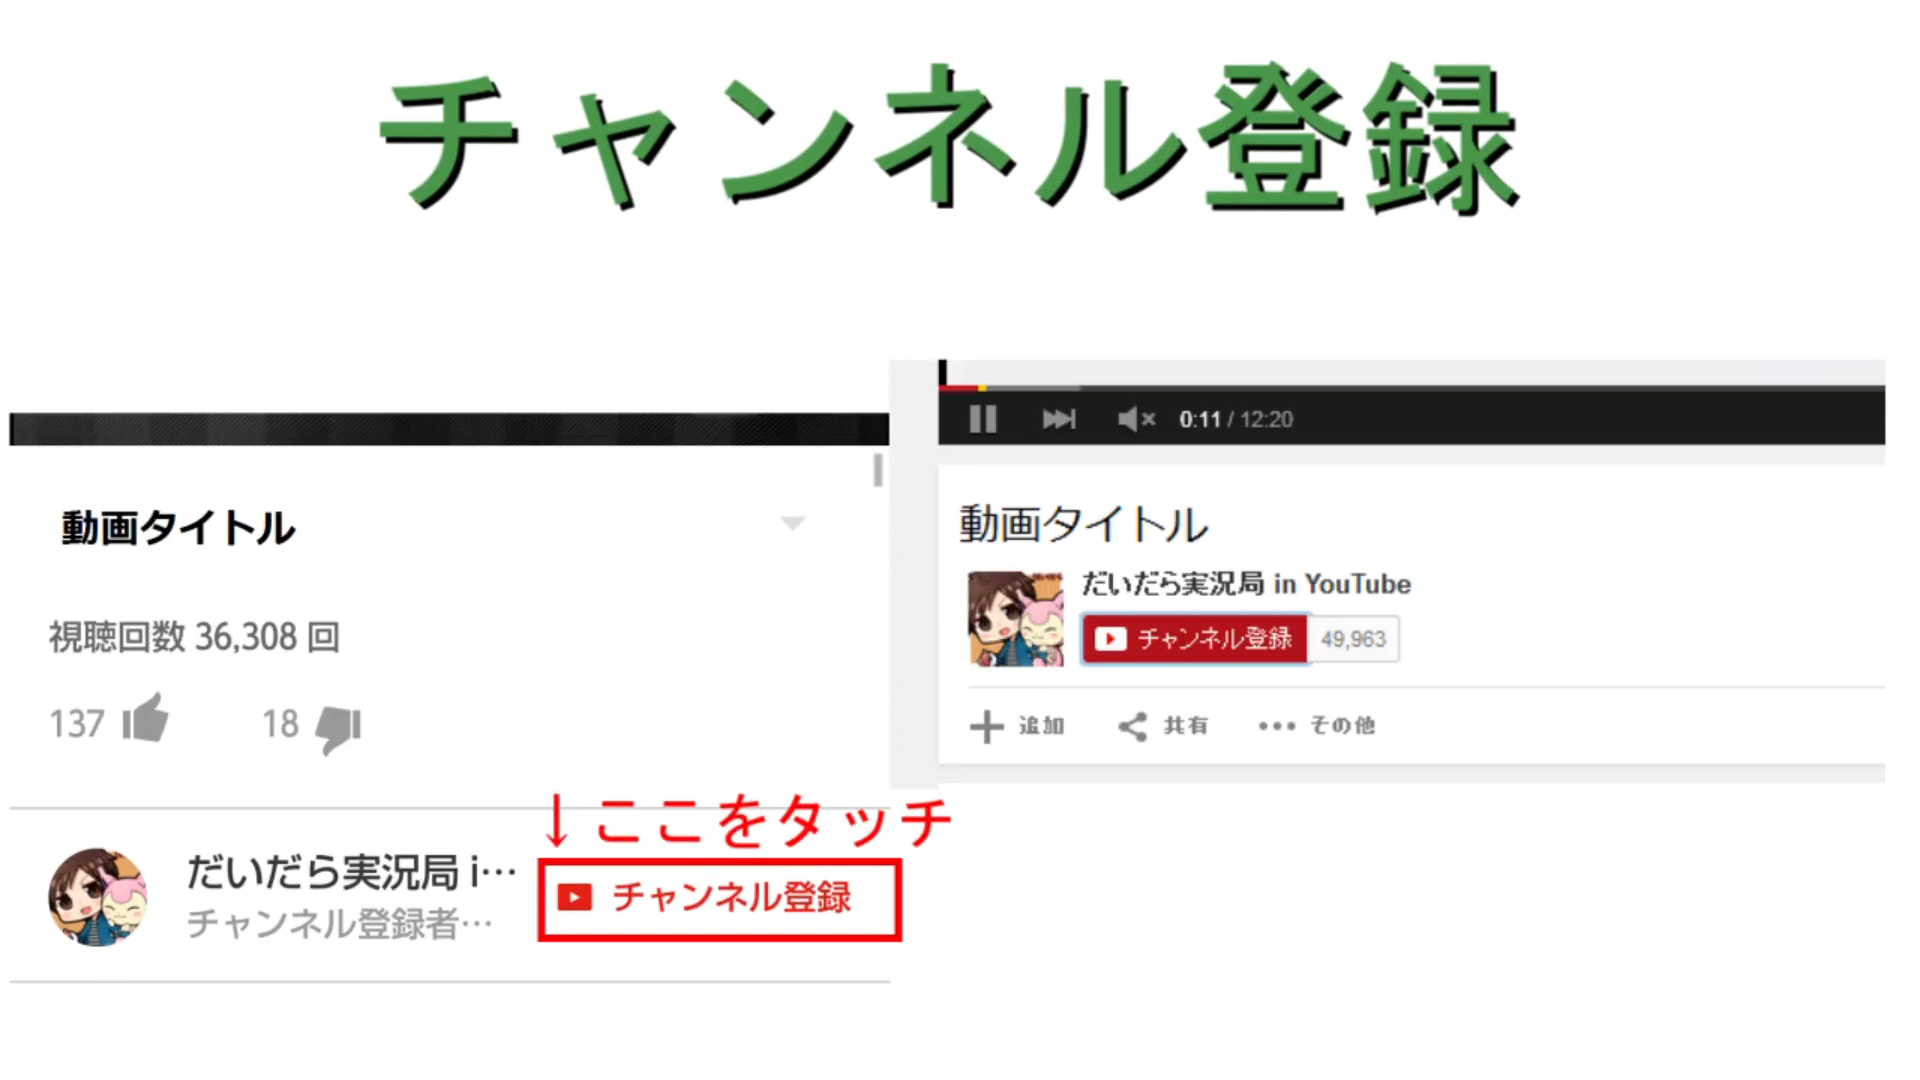 チャンネル登録
動画タイトル
視聴回数 36,308 回
137 18
↓ここをタッチ
だいだら実況局 i…
チャンネル登録者…
チャンネル登録
0:11 / 12:20
動画タイトル
だいだら実況局 in YouTube
チャンネル登録 49,963
追加 共有 ••• その他